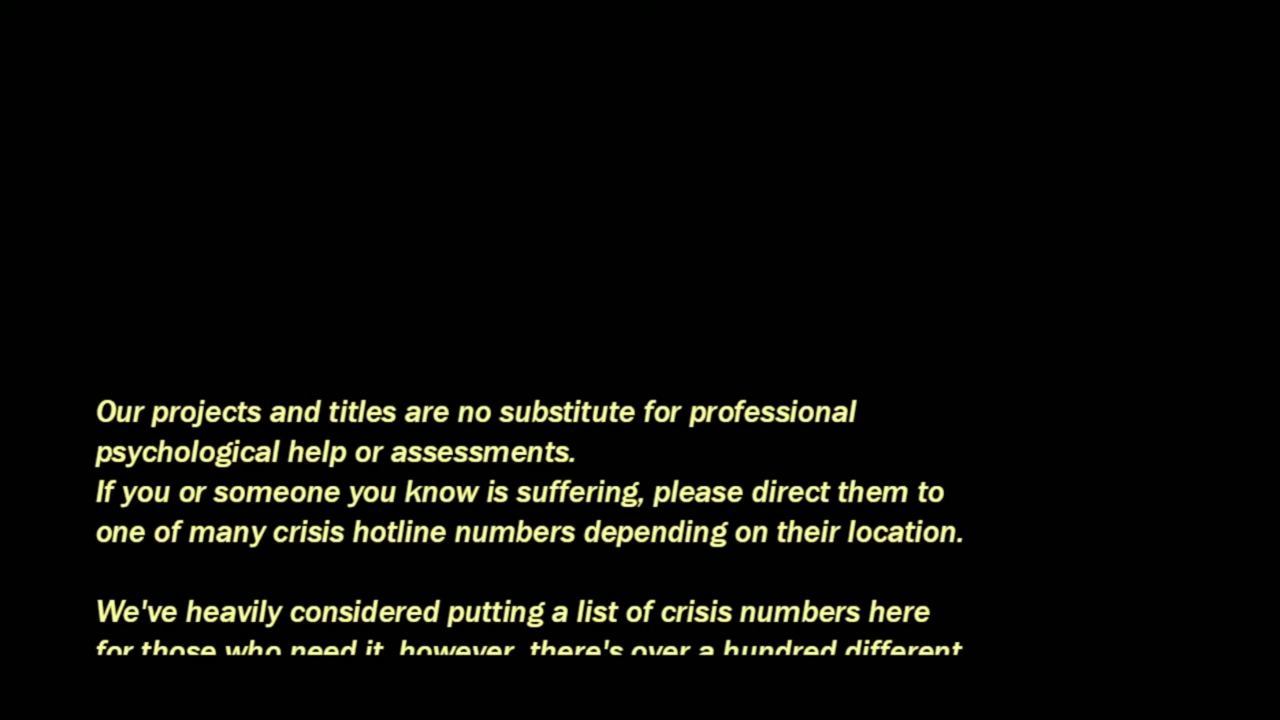 Our projects and titles are no substitute for professional
psychological help or assessments.
If you or someone you know is suffering, please direct them to
one of many crisis hotline numbers depending on their location.
We've heavily considered putting a list of crisis numbers here
for those who need it, however, there's over a hundred different